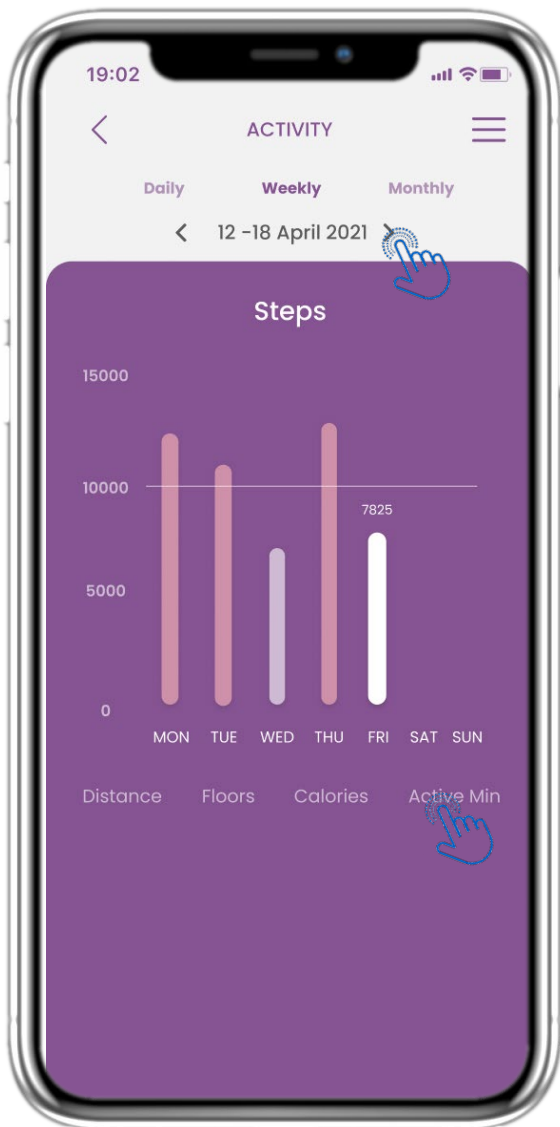 19:02
ACTIVITY
Daily Weekly Monthly
12 -18 April 2021
Steps
15000
10000
7825
5000
0
MON TUE WED THU FRI SAT SUN
Distance Floors Calories Active Min